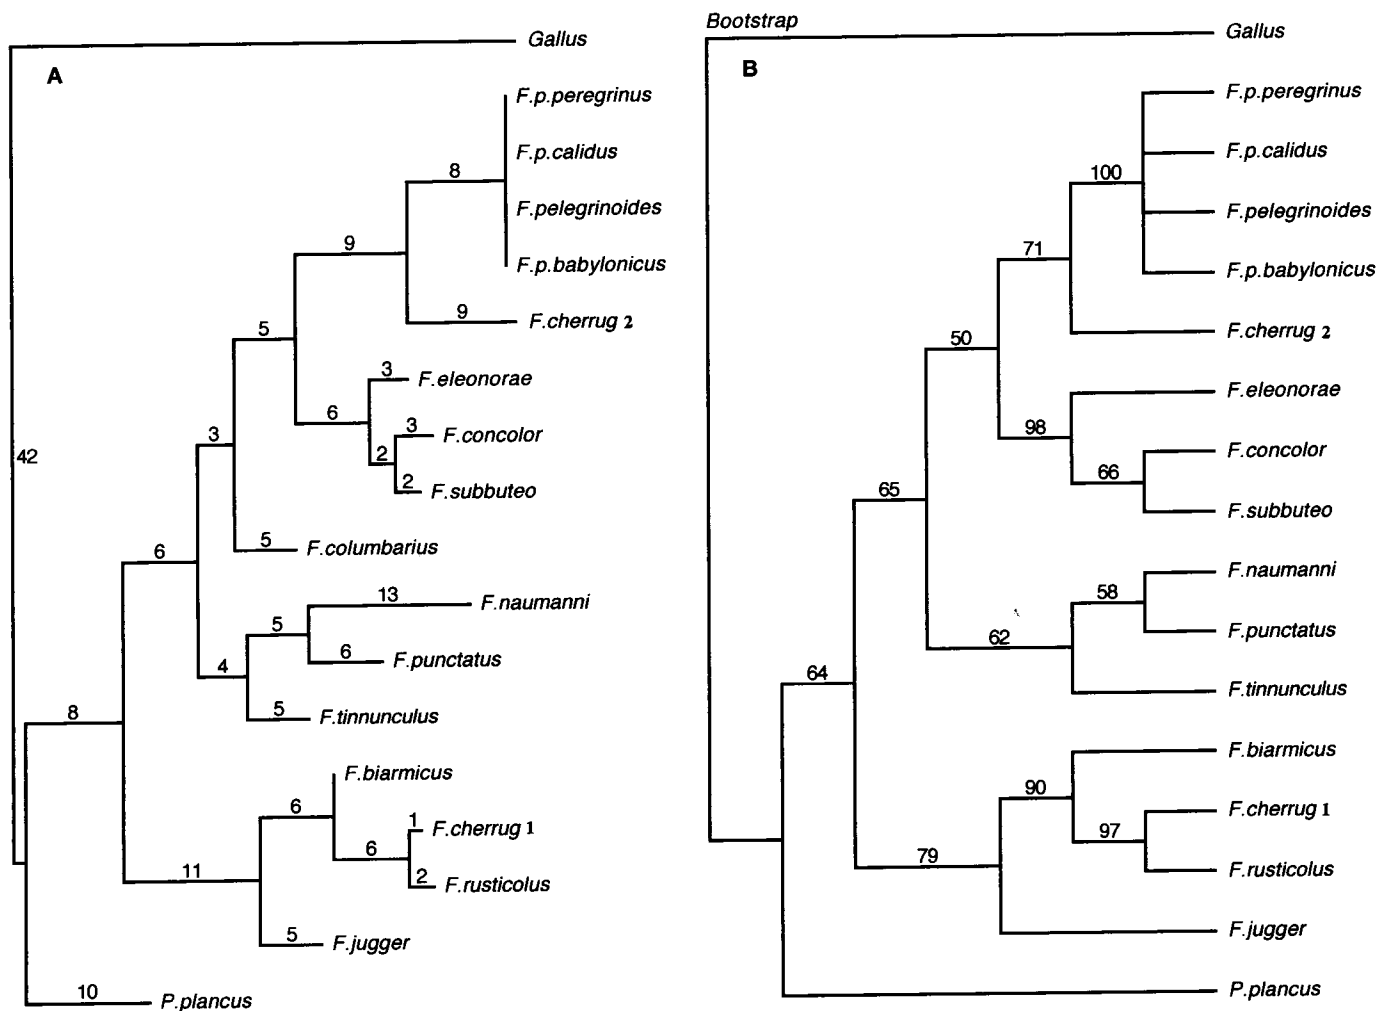 Gallus
A
F.p.peregrinus
F.p.calidus
8
F.pelegrinoides
9
F.p.babylonicus
9
F.cherrug 2
5
3
F.eleonorae
6
3
F.concolor
3
2
2
F.subbuteo
42
5
F.columbarius
6
13
F.naumanni
5
6
F.punctatus
4
5
F.tinnunculus
8
F.biarmicus
6
1
F.cherrug 1
6
11
2
F.rusticolus
5
F.jugger
10
P.plancus
Bootstrap
Gallus
B
F.p.peregrinus
F.p.calidus
100
F.pelegrinoides
71
F.p.babylonicus
F.cherrug 2
50
F.eleonorae
98
F.concolor
66
65
F.subbuteo
F.naumanni
58
F.punctatus
62
64
F.tinnunculus
F.biarmicus
90
F.cherrug 1
97
79
F.rusticolus
F.jugger
P.plancus